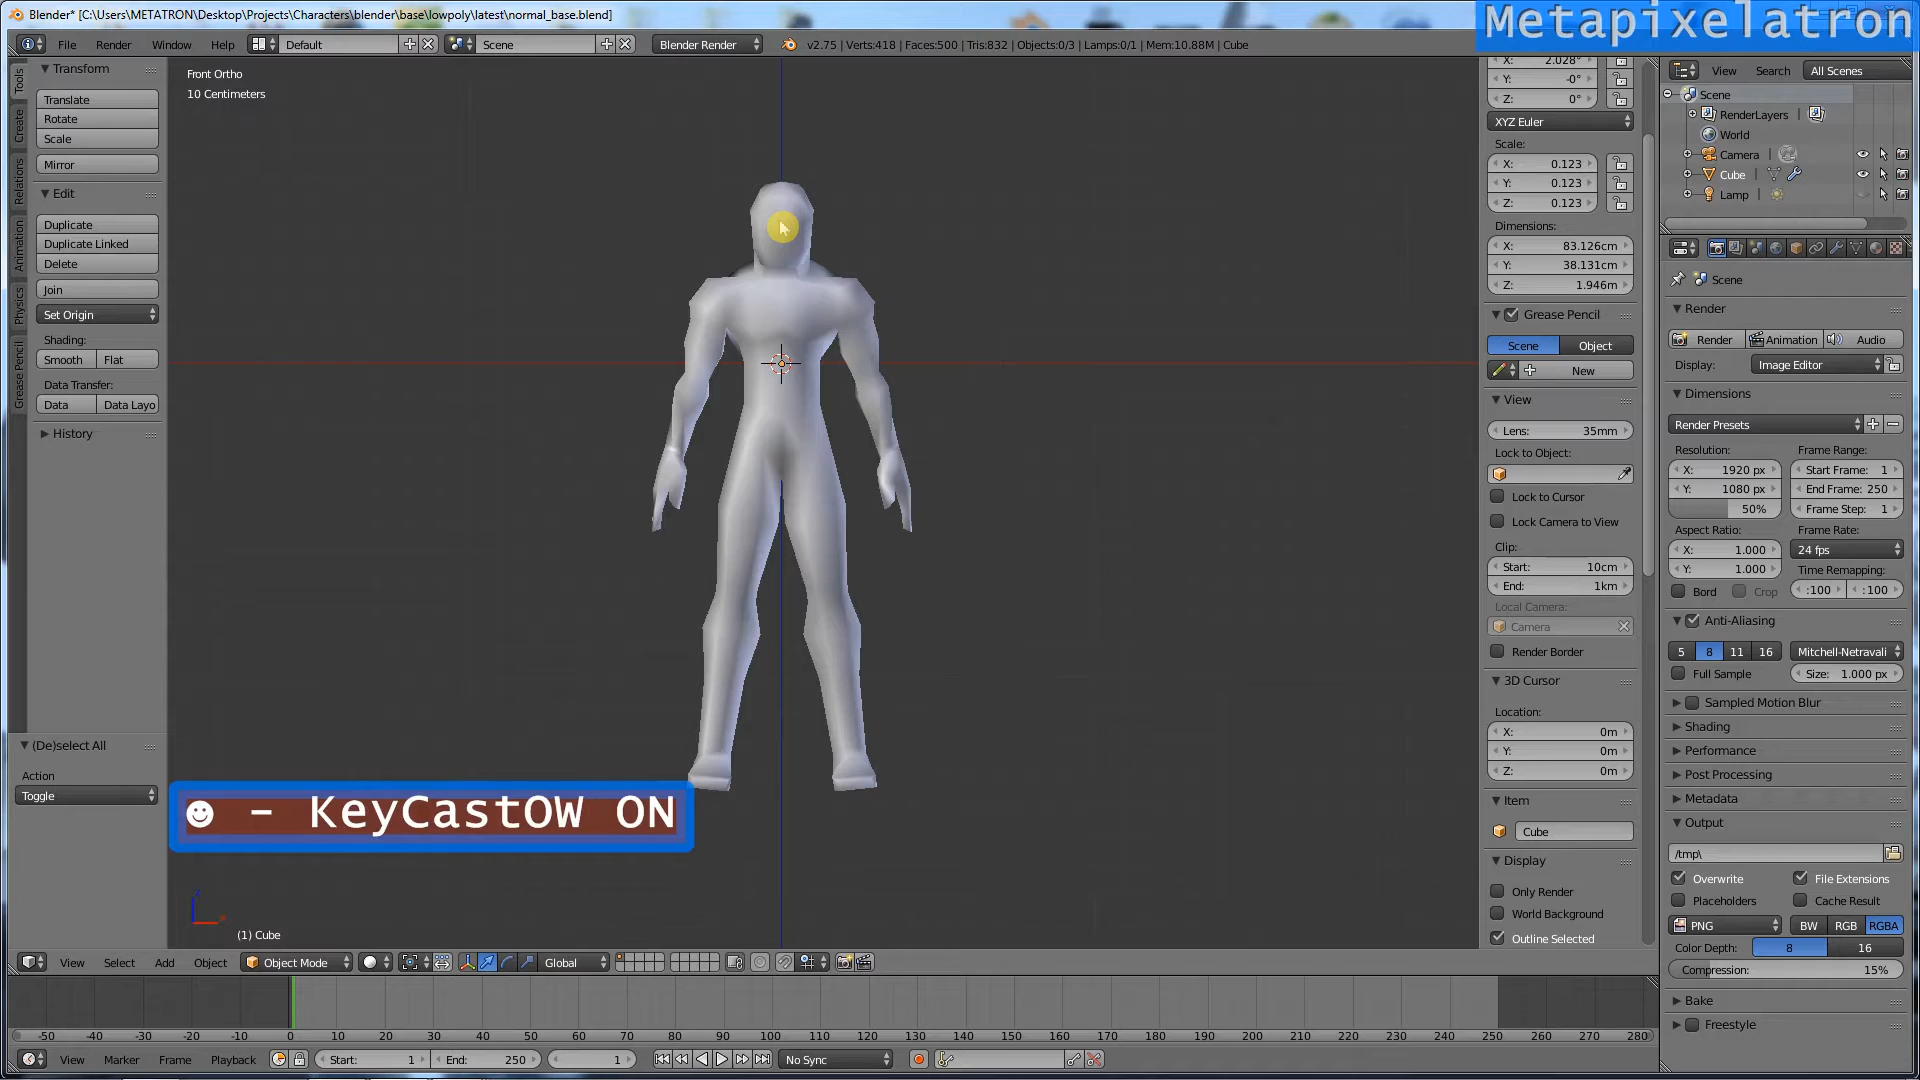 Blender* [C:\Users\METATRON\Desktop\Projects\Characters\blender\base\lowpoly\latest\normal_base.blend]
Metapixelatron
File Render Window Help Default Scene Blender Render v2.75 | Verts:418 | Faces:500 | Tris:832 | Objects:0/3 | Lamps:0/1 | Mem:10.88M | Cube
Tools
Create
Relations
Animation
Physics
Grease Pencil
Transform
Translate
Rotate
Scale
Mirror
Edit
Duplicate
Duplicate Linked
Delete
Join
Set Origin
Shading:
Smooth Flat
Data Transfer:
Data Data Layo
History
(De)select All
Action
Toggle
Front Ortho
10 Centimeters
☻ - KeyCastOW ON
(1) Cube
X: 2.028°
Y: -0°
Z: 0°
XYZ Euler
Scale:
X: 0.123
Y: 0.123
Z: 0.123
Dimensions:
X: 83.126cm
Y: 38.131cm
Z: 1.946m
Grease Pencil
Scene Object
New
View
Lens: 35mm
Lock to Object:
Lock to Cursor
Lock Camera to View
Clip:
Start: 10cm
End: 1km
Local Camera:
Camera
Render Border
3D Cursor
Location:
X: 0m
Y: 0m
Z: 0m
Item
Cube
Display
Only Render
World Background
Outline Selected
View Search All Scenes
Scene
RenderLayers
World
Camera
Cube
Lamp
Scene
Render
Render Animation Audio
Display: Image Editor
Dimensions
Render Presets
Resolution: Frame Range:
X: 1920 px Start Frame: 1
Y: 1080 px End Frame: 250
50% Frame Step: 1
Aspect Ratio: Frame Rate:
X: 1.000 24 fps
Y: 1.000 Time Remapping:
Bord Crop :100 :100
Anti-Aliasing
5 8 11 16 Mitchell-Netravali
Full Sample Size: 1.000 px
Sampled Motion Blur
Shading
Performance
Post Processing
Metadata
Output
/tmp\
Overwrite File Extensions
Placeholders Cache Result
PNG BW RGB RGBA
Color Depth: 8 16
Compression: 15%
Bake
Freestyle
View Select Add Object Object Mode Global
-50 -40 -30 -20 -10 0 10 20 30 40 50 60 70 80 90 100 110 120 130 140 150 160 170 180 190 200 210 220 230 240 250 260 270 280
View Marker Frame Playback Start: 1 End: 250 1 No Sync